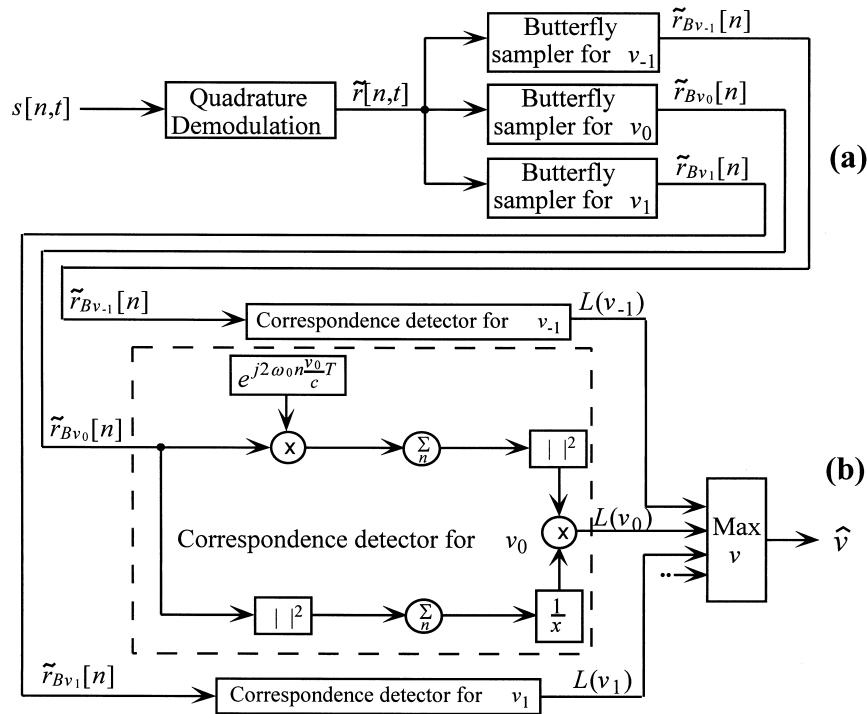 Butterfly
sampler for v₋₁
r̃_{Bv₋₁}[n]
s[n,t]
Quadrature
Demodulation
r̃[n,t]
Butterfly
sampler for v₀
r̃_{Bv₀}[n]
Butterfly
sampler for v₁
r̃_{Bv₁}[n]
(a)
r̃_{Bv₋₁}[n]
Correspondence detector for v₋₁
L(v₋₁)
e^{j2ω₀n\frac{v₀}{c}T}
r̃_{Bv₀}[n]
x
Σ
n
| |²
(b)
Correspondence detector for v₀
x
L(v₀)
Max
v
v̂
..
| |²
Σ
n
1
x
r̃_{Bv₁}[n]
Correspondence detector for v₁
L(v₁)